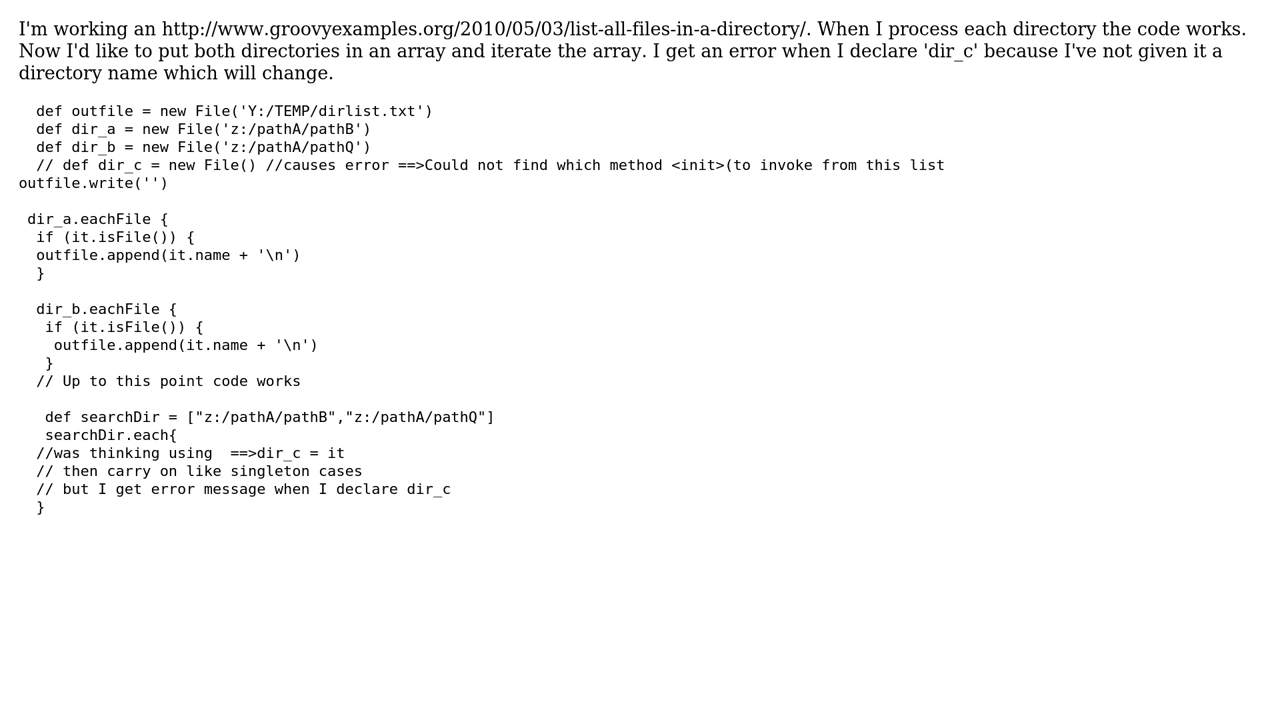 I'm working an http://www.groovyexamples.org/2010/05/03/list-all-files-in-a-directory/. When I process each directory the code works.
Now I'd like to put both directories in an array and iterate the array. I get an error when I declare 'dir_c' because I've not given it a
directory name which will change.
def outfile = new File('Y:/TEMP/dirlist.txt')
def dir_a = new File('z:/pathA/pathB')
def dir_b = new File('z:/pathA/pathQ')
// def dir_c = new File() //causes error ==>Could not find which method <init>(to invoke from this list
outfile.write('')
dir_a.eachFile {
if (it.isFile()) {
outfile.append(it.name + '\n')
}
dir_b.eachFile {
if (it.isFile()) {
outfile.append(it.name + '\n')
}
// Up to this point code works
def searchDir = ["z:/pathA/pathB","z:/pathA/pathQ"]
searchDir.each{
//was thinking using  ==>dir_c = it
// then carry on like singleton cases
// but I get error message when I declare dir_c
}